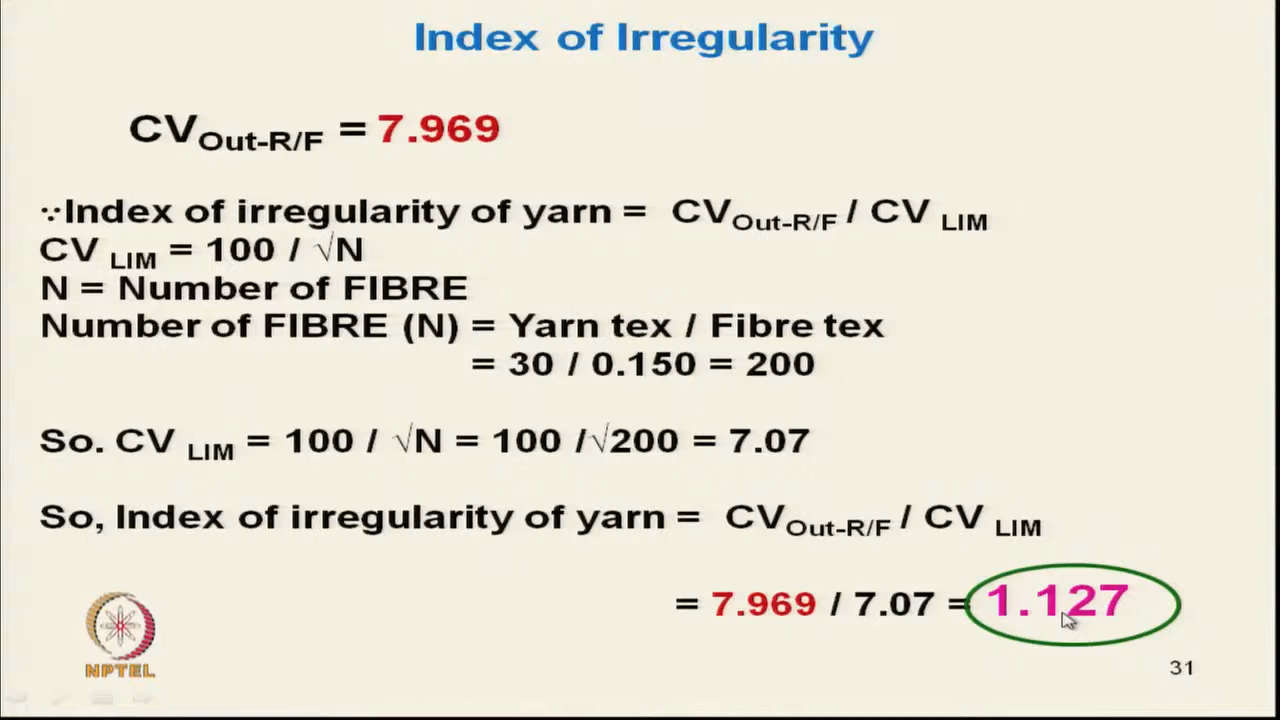 Index of Irregularity
CVOut-R/F = 7.969
∵Index of irregularity of yarn = CVOut-R/F / CV LIM
CV LIM = 100 / √N
N = Number of FIBRE
Number of FIBRE (N) = Yarn tex / Fibre tex
= 30 / 0.150 = 200
So. CV LIM = 100 / √N = 100 /√200 = 7.07
So, Index of irregularity of yarn = CVOut-R/F / CV LIM
= 7.969 / 7.07 = 1.127
NPTEL
31